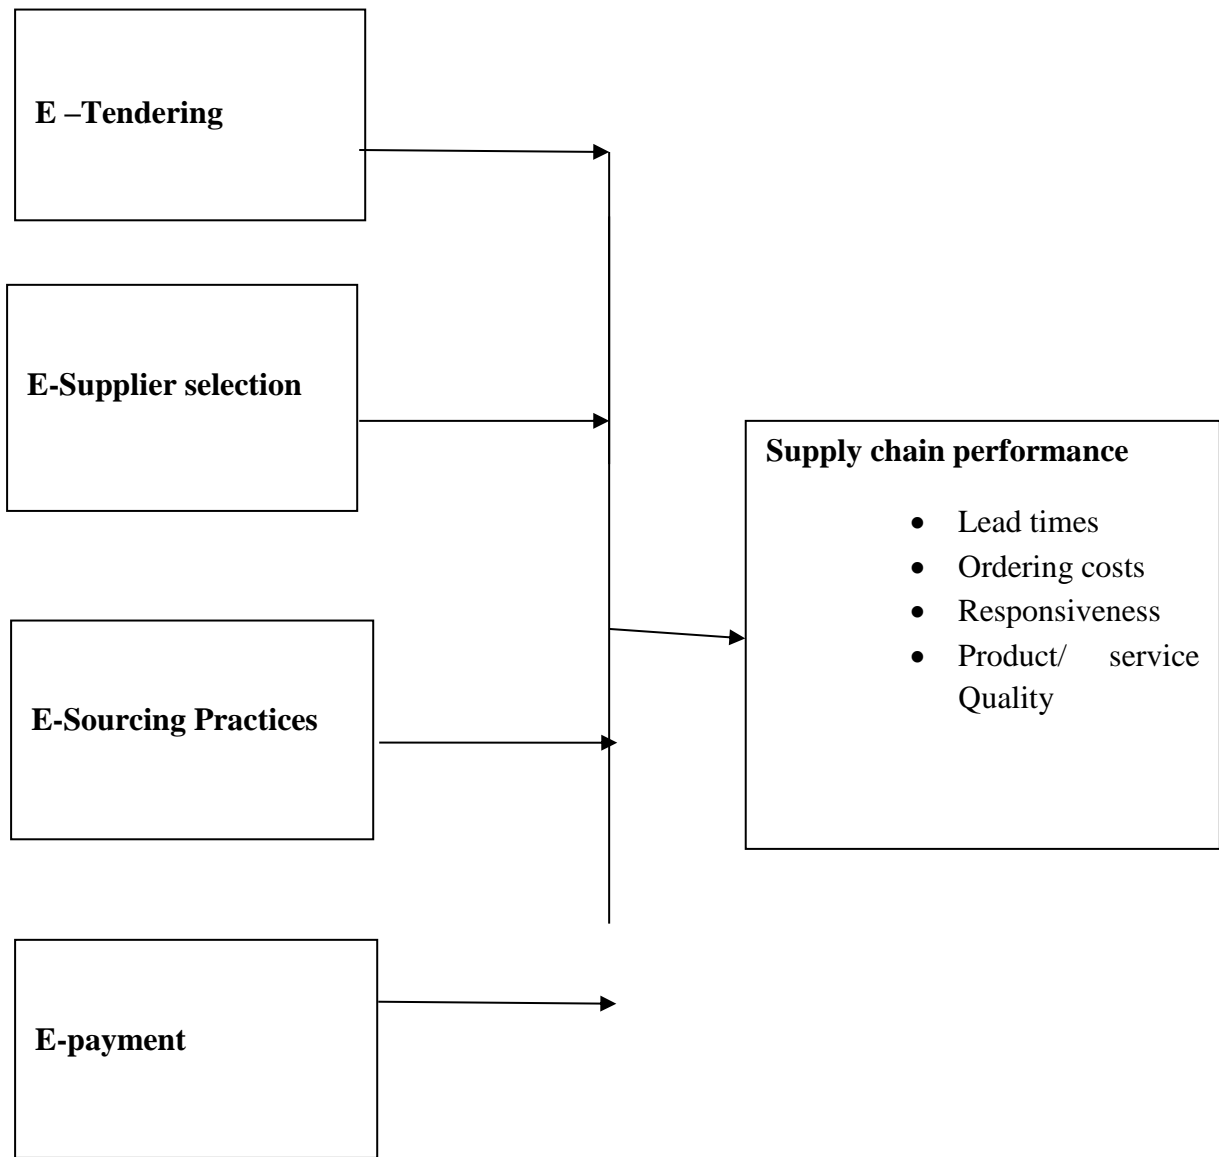 E –Tendering
E-Supplier selection
E-Sourcing Practices
E-payment
Supply chain performance
• Lead times
• Ordering costs
• Responsiveness
• Product/ service
Quality